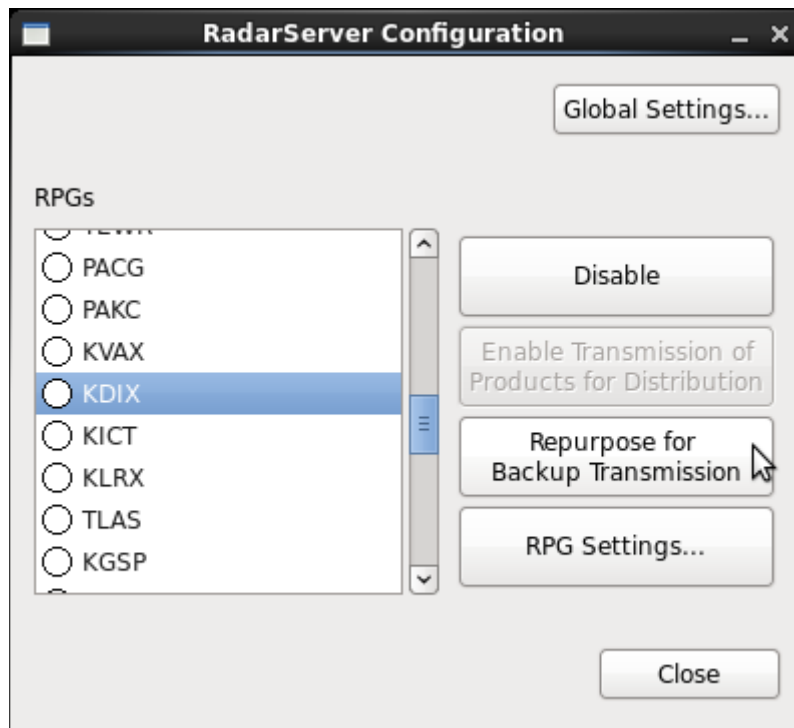 RadarServer Configuration
Global Settings...
RPGs
PACG
PAKC
KVAX
KDIX
KICT
KLRX
TLAS
KGSP
Disable
Enable Transmission of
Products for Distribution
Repurpose for
Backup Transmission
RPG Settings...
Close